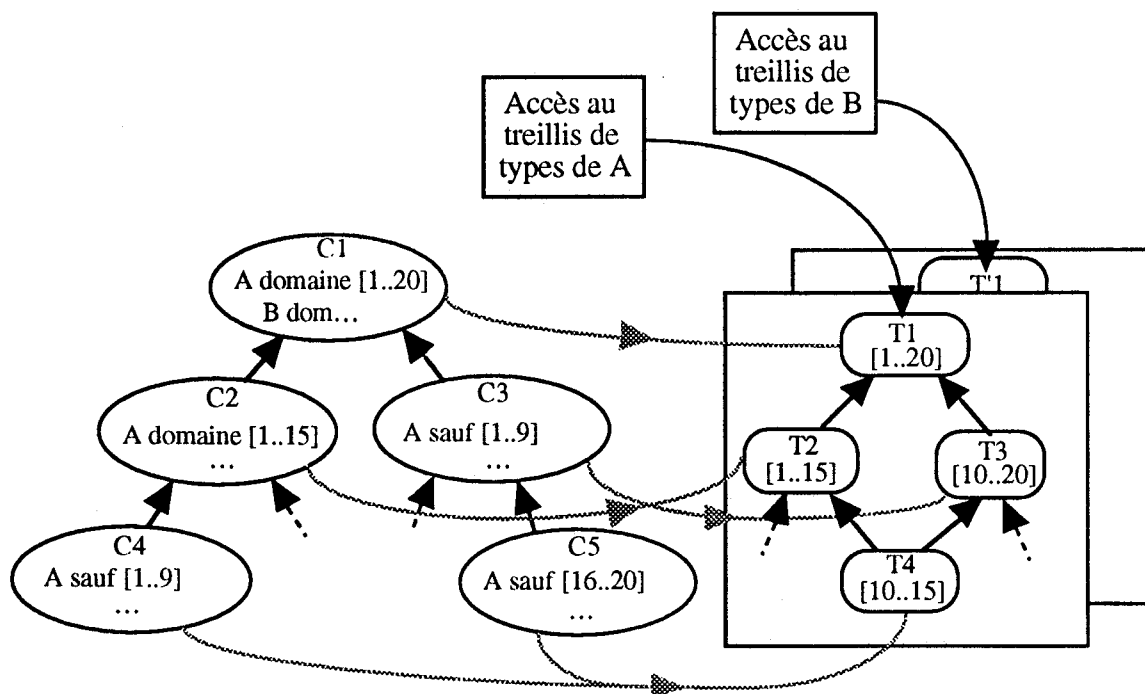 Accès au
treillis de
types de B
Accès au
treillis de
types de A
C1
A domaine [1..20]
B dom…
T'1
T1
[1..20]
C2
A domaine [1..15]
…
C3
A sauf [1..9]
…
T2
[1..15]
T3
[10..20]
C4
A sauf [1..9]
…
C5
A sauf [16..20]
…
T4
[10..15]